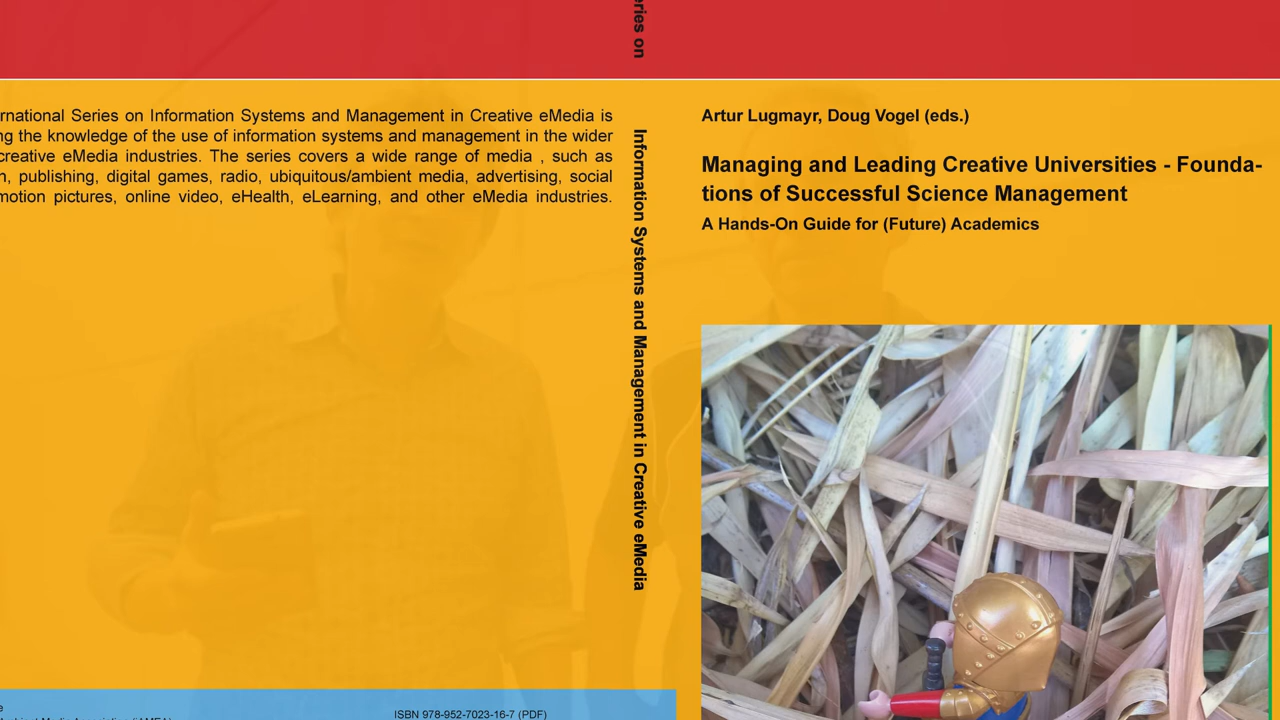 rnational Series on Information Systems and Management in Creative eMedia is
ng the knowledge of the use of information systems and management in the wider
creative eMedia industries. The series covers a wide range of media , such as
n, publishing, digital games, radio, ubiquitous/ambient media, advertising, social
motion pictures, online video, eHealth, eLearning, and other eMedia industries.
ISBN 978-952-7023-16-7 (PDF)
eries on
Information Systems and Management in Creative eMedia
Artur Lugmayr, Doug Vogel (eds.)
Managing and Leading Creative Universities - Founda-
tions of Successful Science Management
A Hands-On Guide for (Future) Academics